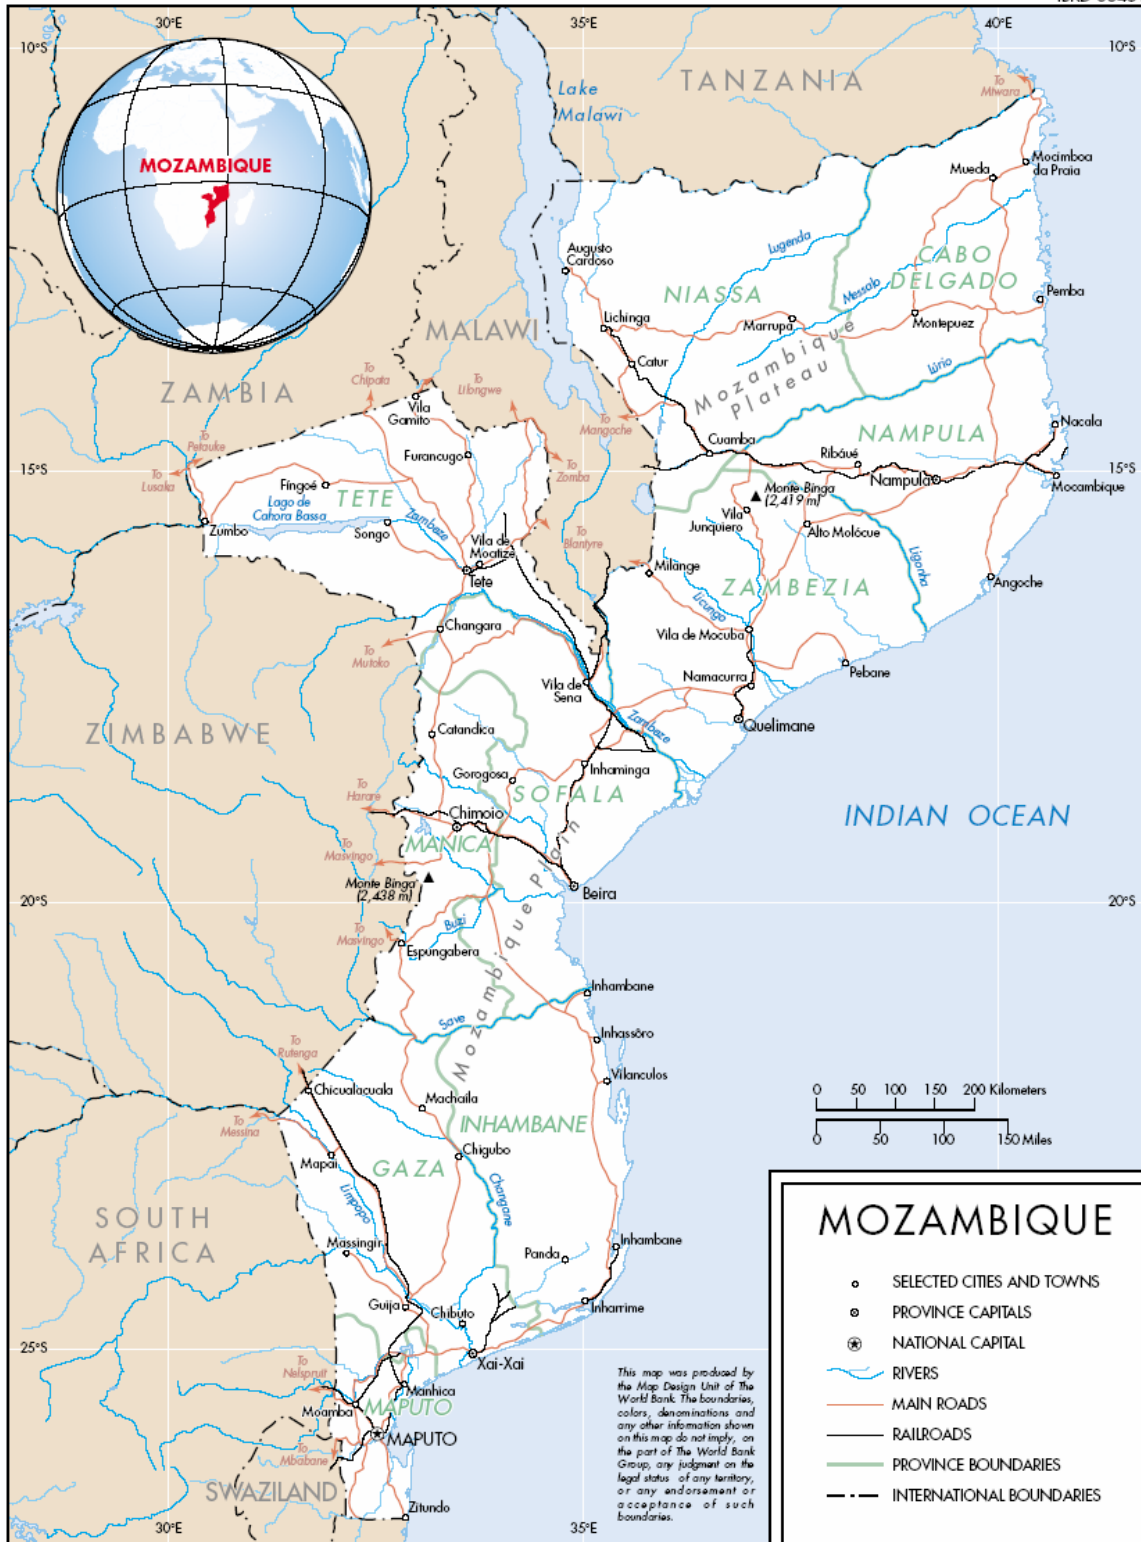 30°E
35°E
40°E
10°S
10°S
TANZANIA
To
Mtwara
Lake
Malawi
MOZAMBIQUE
Mueda
Mocimboa
da Praia
Lugenda
Augusto
Cardoso
CABO
DELGADO
NIASSA
Messalo
Pemba
Lichinga
Marrupa
Montepuez
MALAWI
Catur
Mozambique
Plateau
Lúrio
To
Chipata
To
Lilongwe
ZAMBIA
Vila
Gamito
To
Mangoche
Nacala
To
Petauke
Cuamba
NAMPULA
Furancugo
Ribáuè
15°S
15°S
To
Lusaka
To
Zomba
Nampula
Mocambique
Fíngoè
TETE
Monte Binga
(2,419 m)
Lago de
Cahora Bassa
Vila
Junquiero
Zumbo
Songo
Zambeze
Alto Molócue
Vila de
Moatize
To
Blantyre
Ligonha
Tete
Milange
ZAMBEZIA
Angoche
Licungo
Changara
Vila de Mocuba
To
Mutoko
Pebane
Vila de
Sena
Namacurra
ZIMBABWE
Catandica
Zambeze
Quelimane
Gorogosa
Inhaminga
To
Harare
SOFALA
Chimoio
INDIAN OCEAN
MANICA
To
Masvingo
Mozambique Plain
Monte Binga
(2,438 m)
Beira
20°S
20°S
To
Masvingo
Buzi
Espungabera
Inhambane
Save
Inhassôro
To
Rutenga
Vilanculos
Chicualacuala
Machaila
0 50 100 150 200 Kilometers
0 50 100 150 Miles
To
Messina
INHAMBANE
Mapai
Chigubo
GAZA
Limpopo
Changane
SOUTH
AFRICA
Massingir
Panda
Inhambane
Guija
Chibuto
Inharrime
25°S
Xai-Xai
To
Nelspruit
Manhica
Moamba
MAPUTO
MAPUTO
To
Mbabane
SWAZILAND
Zitundo
30°E
35°E
This map was produced by
the Map Design Unit of The
World Bank. The boundaries,
colors, denominations and
any other information shown
on this map do not imply, on
the part of The World Bank
Group, any judgment on the
legal status of any territory,
or any endorsement or
acceptance of such
boundaries.
MOZAMBIQUE
SELECTED CITIES AND TOWNS
PROVINCE CAPITALS
NATIONAL CAPITAL
RIVERS
MAIN ROADS
RAILROADS
PROVINCE BOUNDARIES
INTERNATIONAL BOUNDARIES